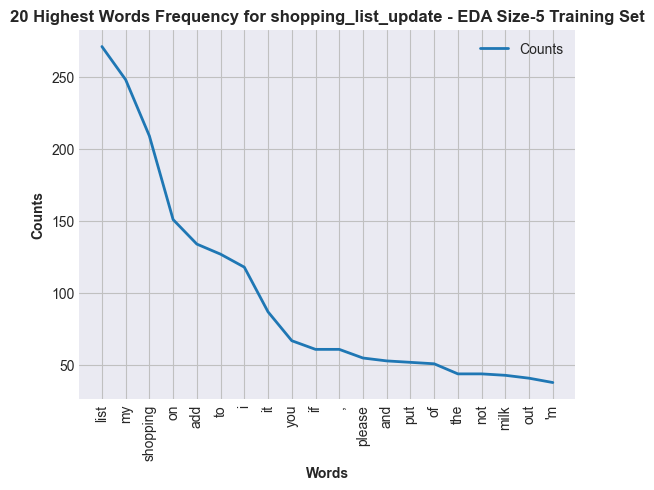 20 Highest Words Frequency for shopping_list_update - EDA Size-5 Training Set
Counts
250
200
150
100
50
Counts
list
my
shopping
on
add
to
i
it
you
if
,
please
and
put
of
the
not
milk
out
'm
Words